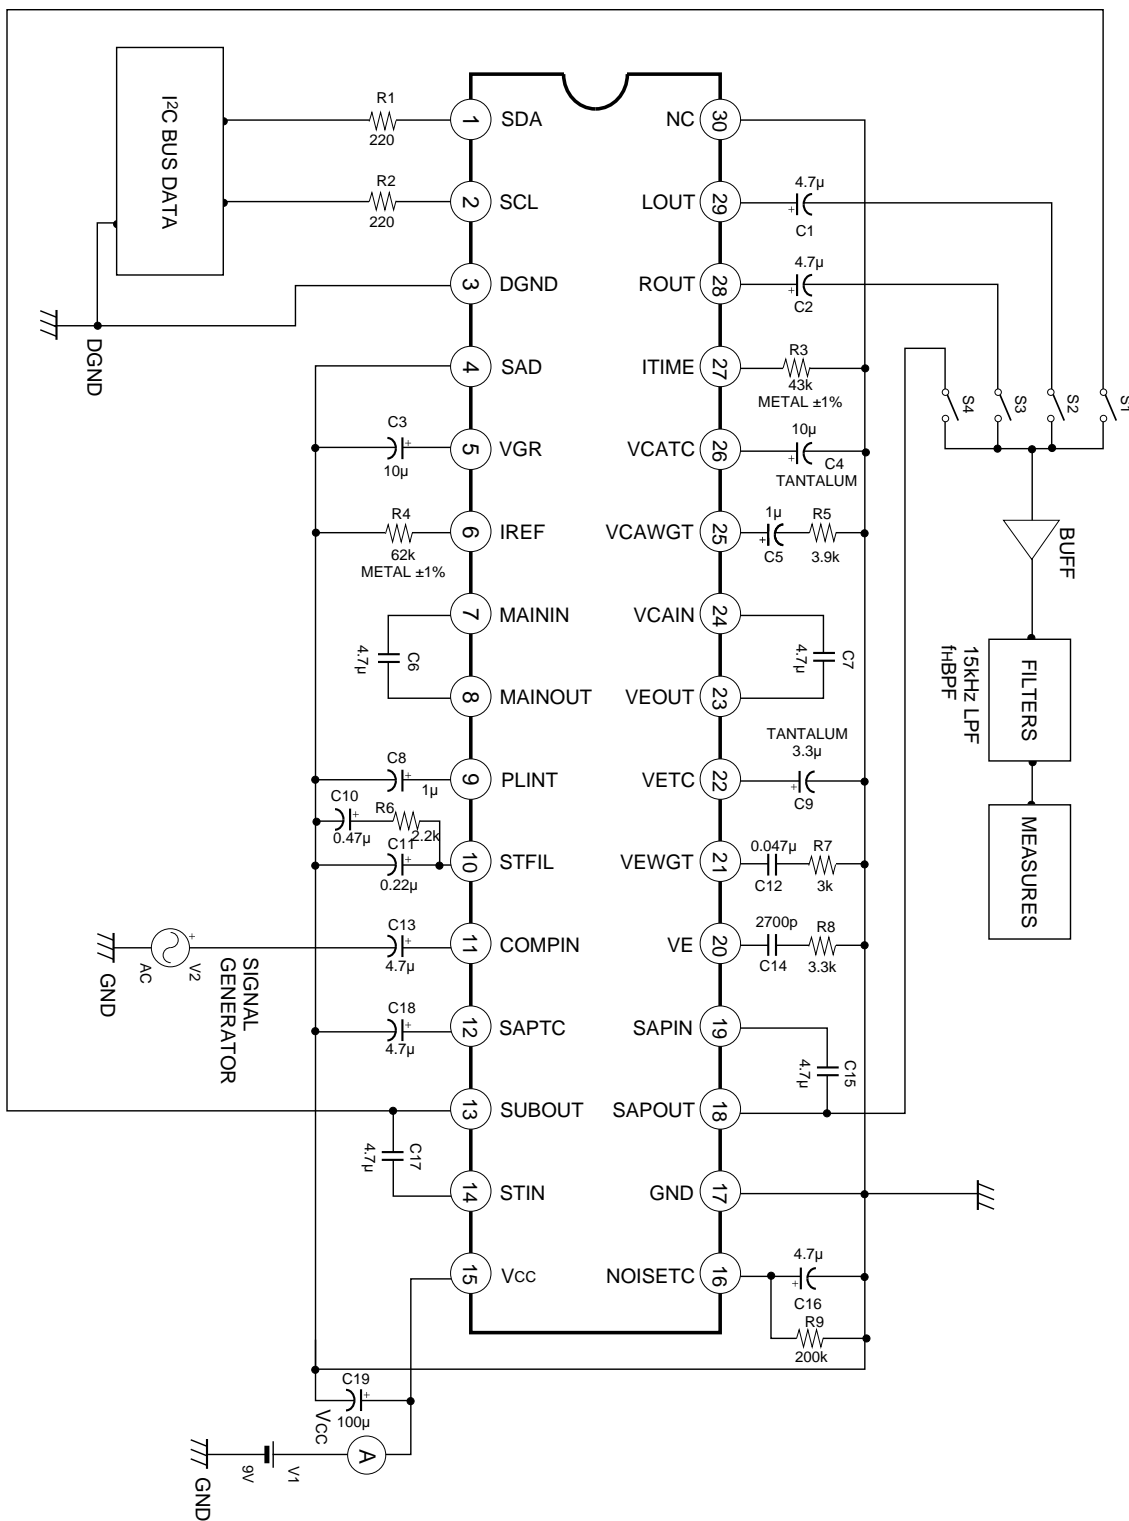 I²C BUS DATA
R1
220
R2
220
DGND
1 SDA
2 SCL
3 DGND
4 SAD
5 VGR
6 IREF
7 MAININ
8 MAINOUT
9 PLINT
10 STFIL
11 COMPIN
12 SAPTC
13 SUBOUT
14 STIN
15 VCC
C3
10µ
R4
62k
METAL ±1%
C6
4.7µ
C8
1µ
C10
0.47µ
R6
2.2k
C11
0.22µ
C13
4.7µ
SIGNAL
GENERATOR
V2
AC
GND
C18
4.7µ
C17
4.7µ
C19
100µ
VCC
A
V1
9V
GND
NC 30
LOUT 29
ROUT 28
ITIME 27
VCATC 26
VCAWGT 25
VCAIN 24
VEOUT 23
VETC 22
VEWGT 21
VE 20
SAPIN 19
SAPOUT 18
GND 17
NOISETC 16
4.7µ
C1
4.7µ
C2
R3
43k
METAL ±1%
10µ
C4
TANTALUM
1µ
C5
R5
3.9k
C7
4.7µ
TANTALUM
3.3µ
C9
0.047µ
C12
R7
3k
2700p
C14
R8
3.3k
C15
4.7µ
4.7µ
C16
R9
200k
S4
S3
S2
S1
BUFF
FILTERS
15kHz LPF
fHBPF
MEASURES